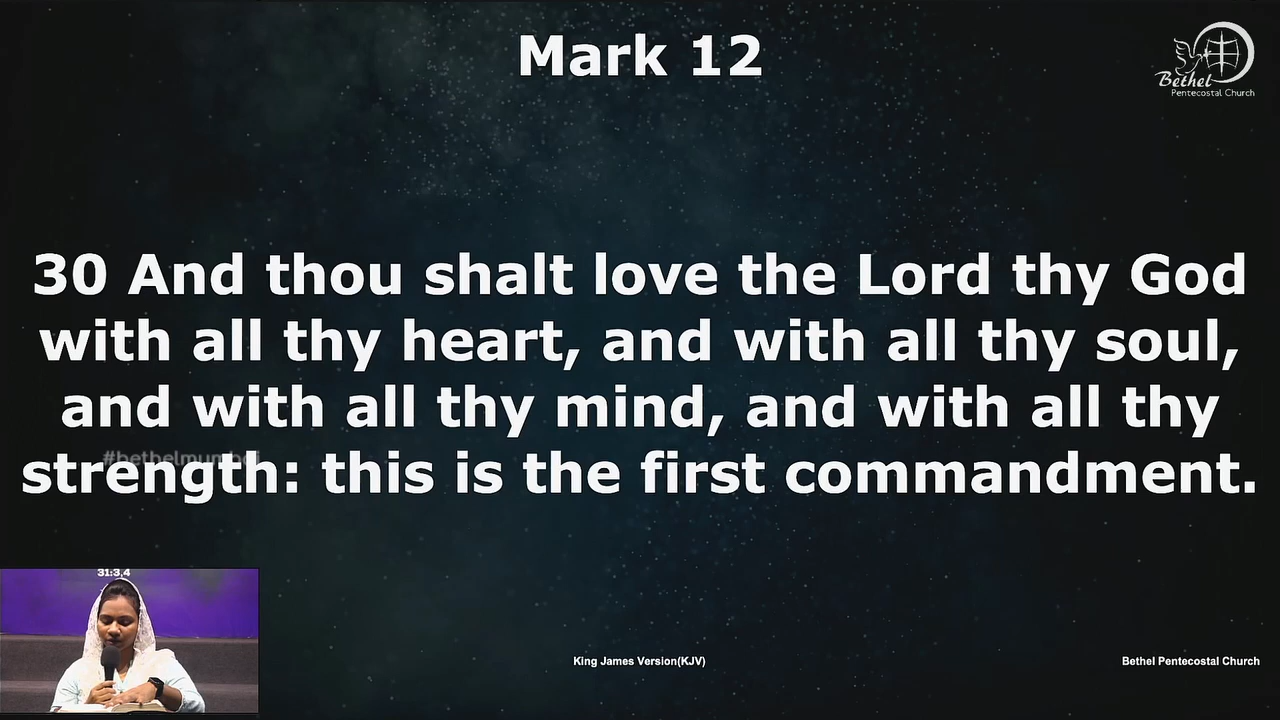 Mark 12
Bethel
Pentecostal Church
30 And thou shalt love the Lord thy God
with all thy heart, and with all thy soul,
and with all thy mind, and with all thy
#bethelmumbai
strength: this is the first commandment.
31:3,4
King James Version(KJV)
Bethel Pentecostal Church